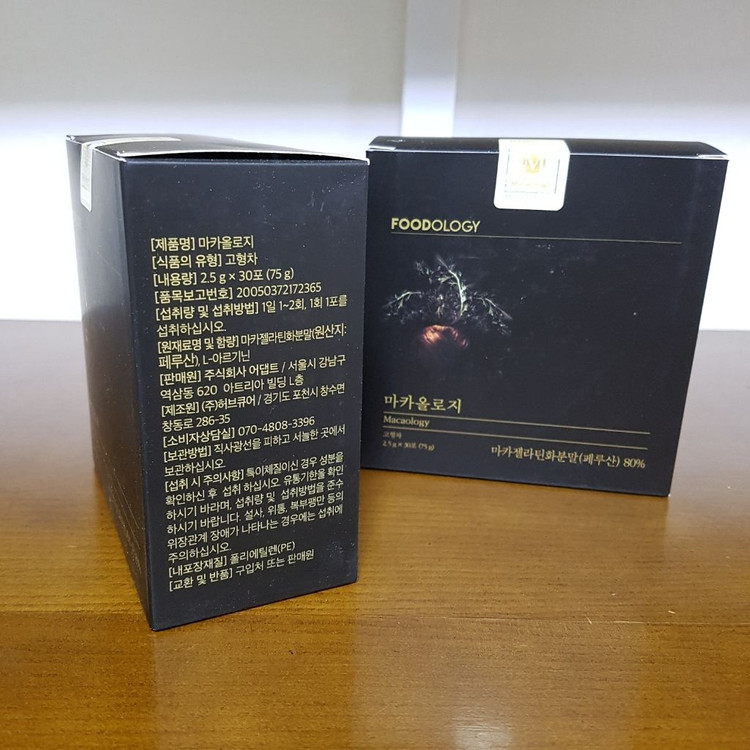 [제품명] 마카올로지
[식품의 유형] 고형차
[내용량] 2.5 g × 30포 (75 g)
[품목보고번호] 20050372172365
[섭취량 및 섭취방법] 1일 1~2회, 1회 1포를
섭취하십시오.
[원재료명 및 함량] 마카젤라틴화분말(원산지:
페루산), L-아르기닌
[판매원] 주식회사 어댑트 / 서울시 강남구
역삼동 620 아트리아 빌딩 L층
[제조원] (주)허브큐어 / 경기도 포천시 창수면
창동로 286-35
[소비자상담실] 070-4808-3396
[보관방법] 직사광선을 피하고 서늘한 곳에서
보관하십시오.
[섭취 시 주의사항] 특이체질이신 경우 성분을
확인하신 후 섭취 하십시오. 유통기한을 확인
하시기 바라며, 섭취량 및 섭취방법을 준수
하시기 바랍니다. 설사, 위통, 복부팽만 등의
위장관계 장애가 나타나는 경우에는 섭취에
주의하십시오.
[내포장재질] 폴리에틸렌(PE)
[교환 및 반품] 구입처 또는 판매원
FOODOLOGY
마카올로지
Macaology
고형차
2.5 g × 30포 (75 g)
마카젤라틴화분말(페루산) 80%